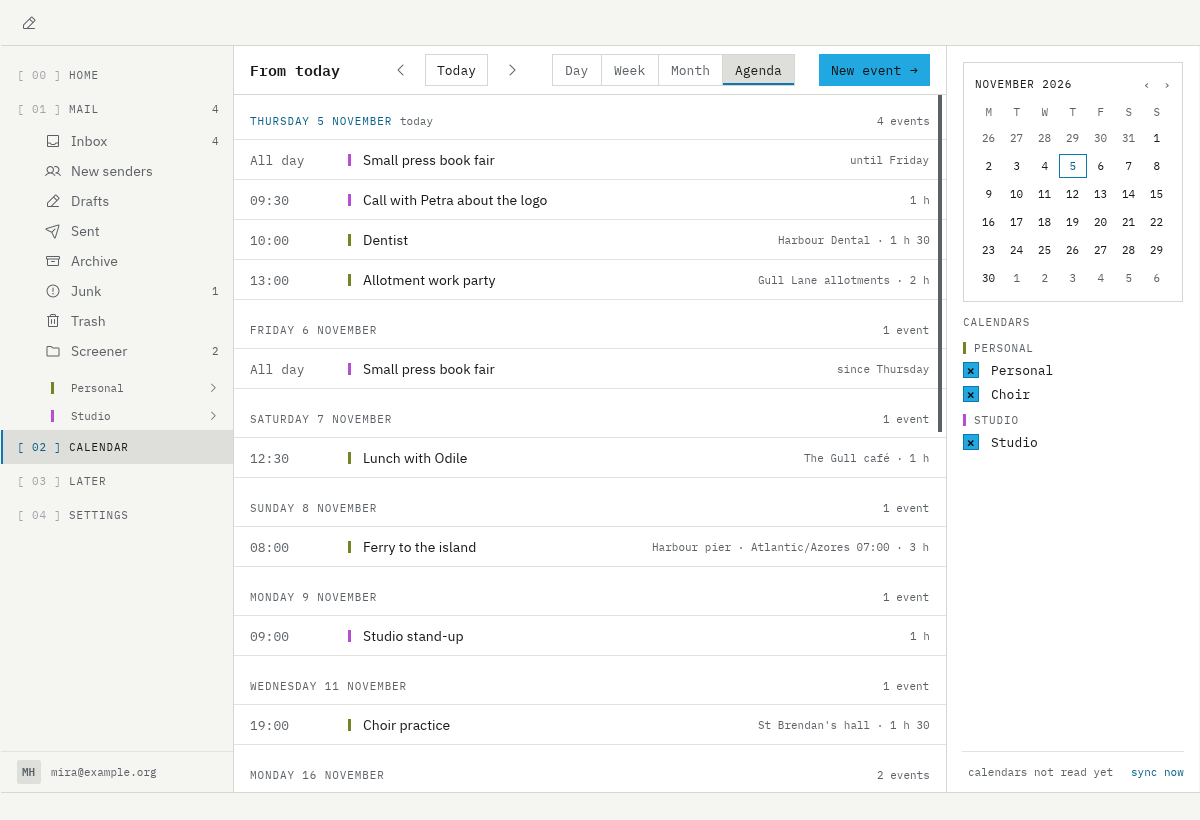 [ 00 ] HOME
[ 01 ] MAIL 4
Inbox 4
New senders
Drafts
Sent
Archive
Junk 1
Trash
Screener 2
Personal
Studio
[ 02 ] CALENDAR
[ 03 ] LATER
[ 04 ] SETTINGS
MH mira@example.org
From today
Today
Day Week Month Agenda
New event →
THURSDAY 5 NOVEMBER today 4 events
All day Small press book fair until Friday
09:30 Call with Petra about the logo 1 h
10:00 Dentist Harbour Dental · 1 h 30
13:00 Allotment work party Gull Lane allotments · 2 h
FRIDAY 6 NOVEMBER 1 event
All day Small press book fair since Thursday
SATURDAY 7 NOVEMBER 1 event
12:30 Lunch with Odile The Gull café · 1 h
SUNDAY 8 NOVEMBER 1 event
08:00 Ferry to the island Harbour pier · Atlantic/Azores 07:00 · 3 h
MONDAY 9 NOVEMBER 1 event
09:00 Studio stand-up 1 h
WEDNESDAY 11 NOVEMBER 1 event
19:00 Choir practice St Brendan's hall · 1 h 30
MONDAY 16 NOVEMBER 2 events
NOVEMBER 2026 ‹ ›
M T W T F S S
26 27 28 29 30 31 1
2 3 4 5 6 7 8
9 10 11 12 13 14 15
16 17 18 19 20 21 22
23 24 25 26 27 28 29
30 1 2 3 4 5 6
CALENDARS
PERSONAL
Personal
Choir
STUDIO
Studio
calendars not read yet sync now